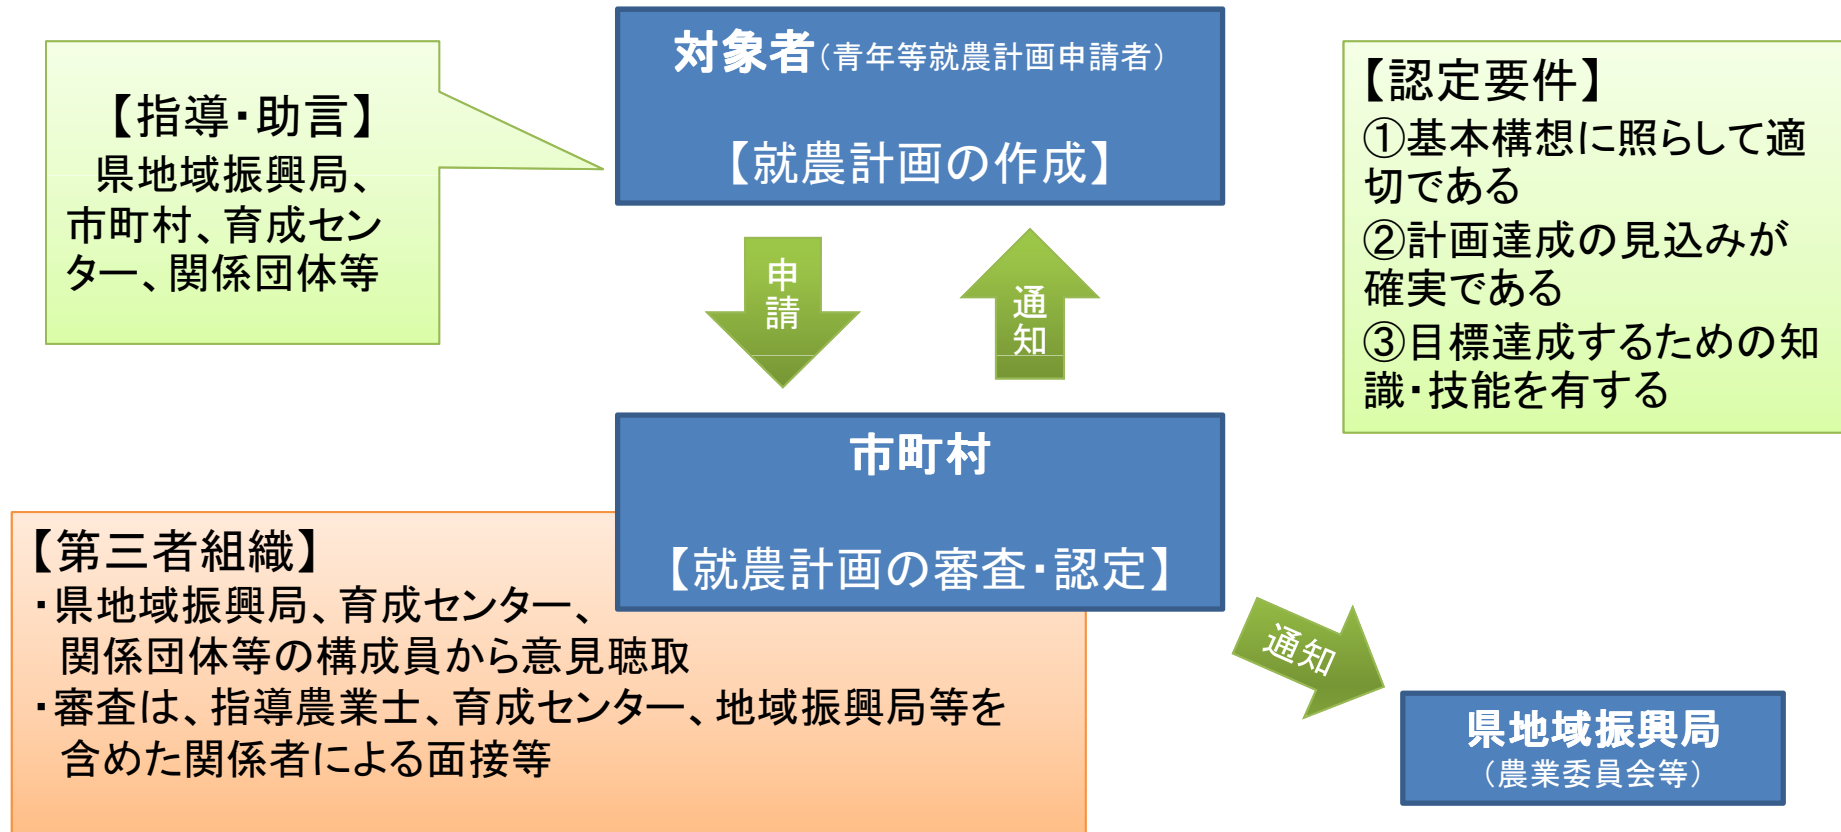 対象者（青年等就農計画申請者）
【就農計画の作成】
【指導・助言】
県地域振興局、
市町村、育成セン
ター、関係団体等
【認定要件】
①基本構想に照らして適
切である
②計画達成の見込みが
確実である
③目標達成するための知
識・技能を有する
申請
通知
市町村
【就農計画の審査・認定】
【第三者組織】
・県地域振興局、育成センター、
関係団体等の構成員から意見聴取
・審査は、指導農業士、育成センター、地域振興局等を
含めた関係者による面接等
通知
県地域振興局
（農業委員会等）